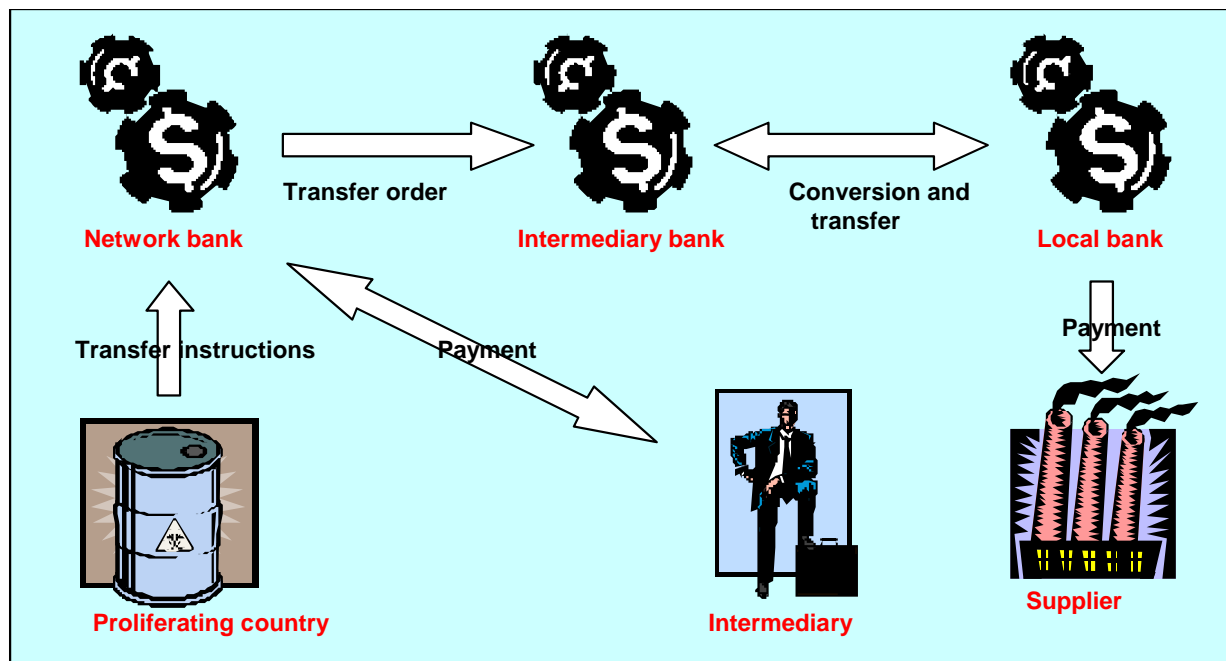 Transfer order
Conversion and
transfer
Network bank
Intermediary bank
Local bank
Transfer instructions
Payment
Payment
Proliferating country
Intermediary
Supplier